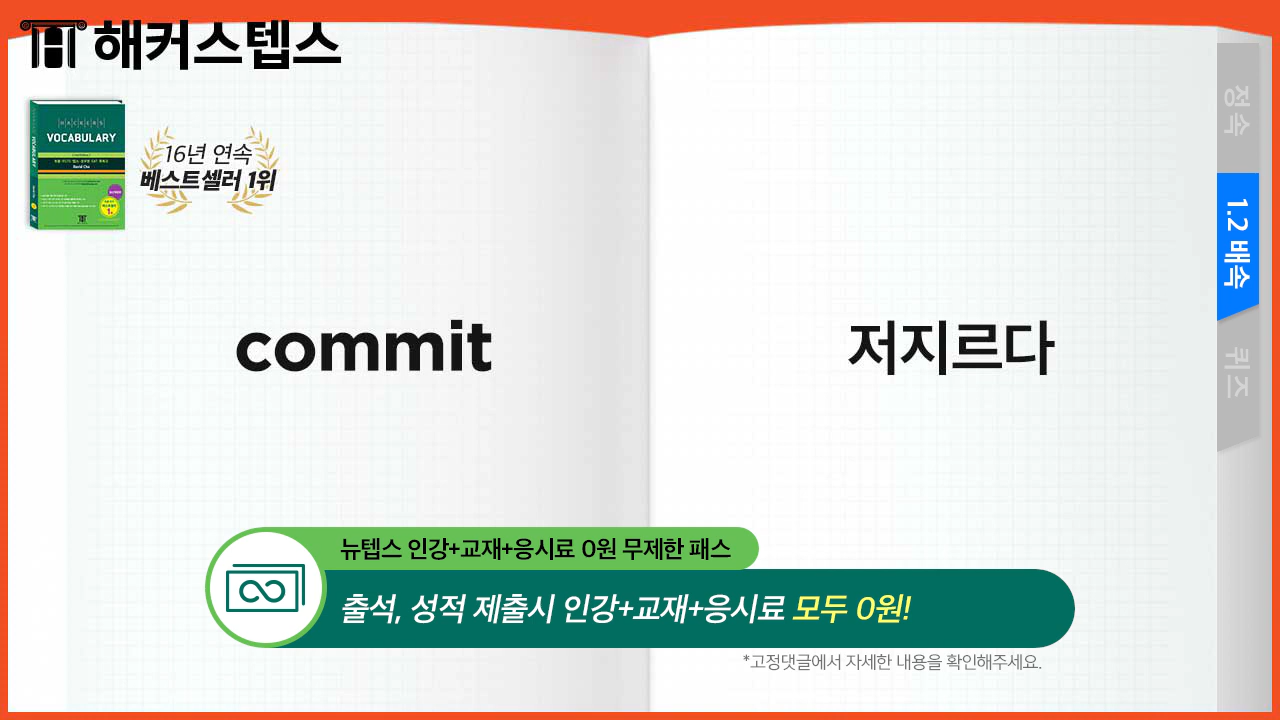 해커스텝스
HACKERS
VOCABULARY
David Cho
16년 연속
베스트셀러 1위
정속
1.2 배속
퀴즈
commit
저지르다
뉴텝스 인강+교재+응시료 0원 무제한 패스
출석, 성적 제출시 인강+교재+응시료 모두 0원!
*고정댓글에서 자세한 내용을 확인해주세요.